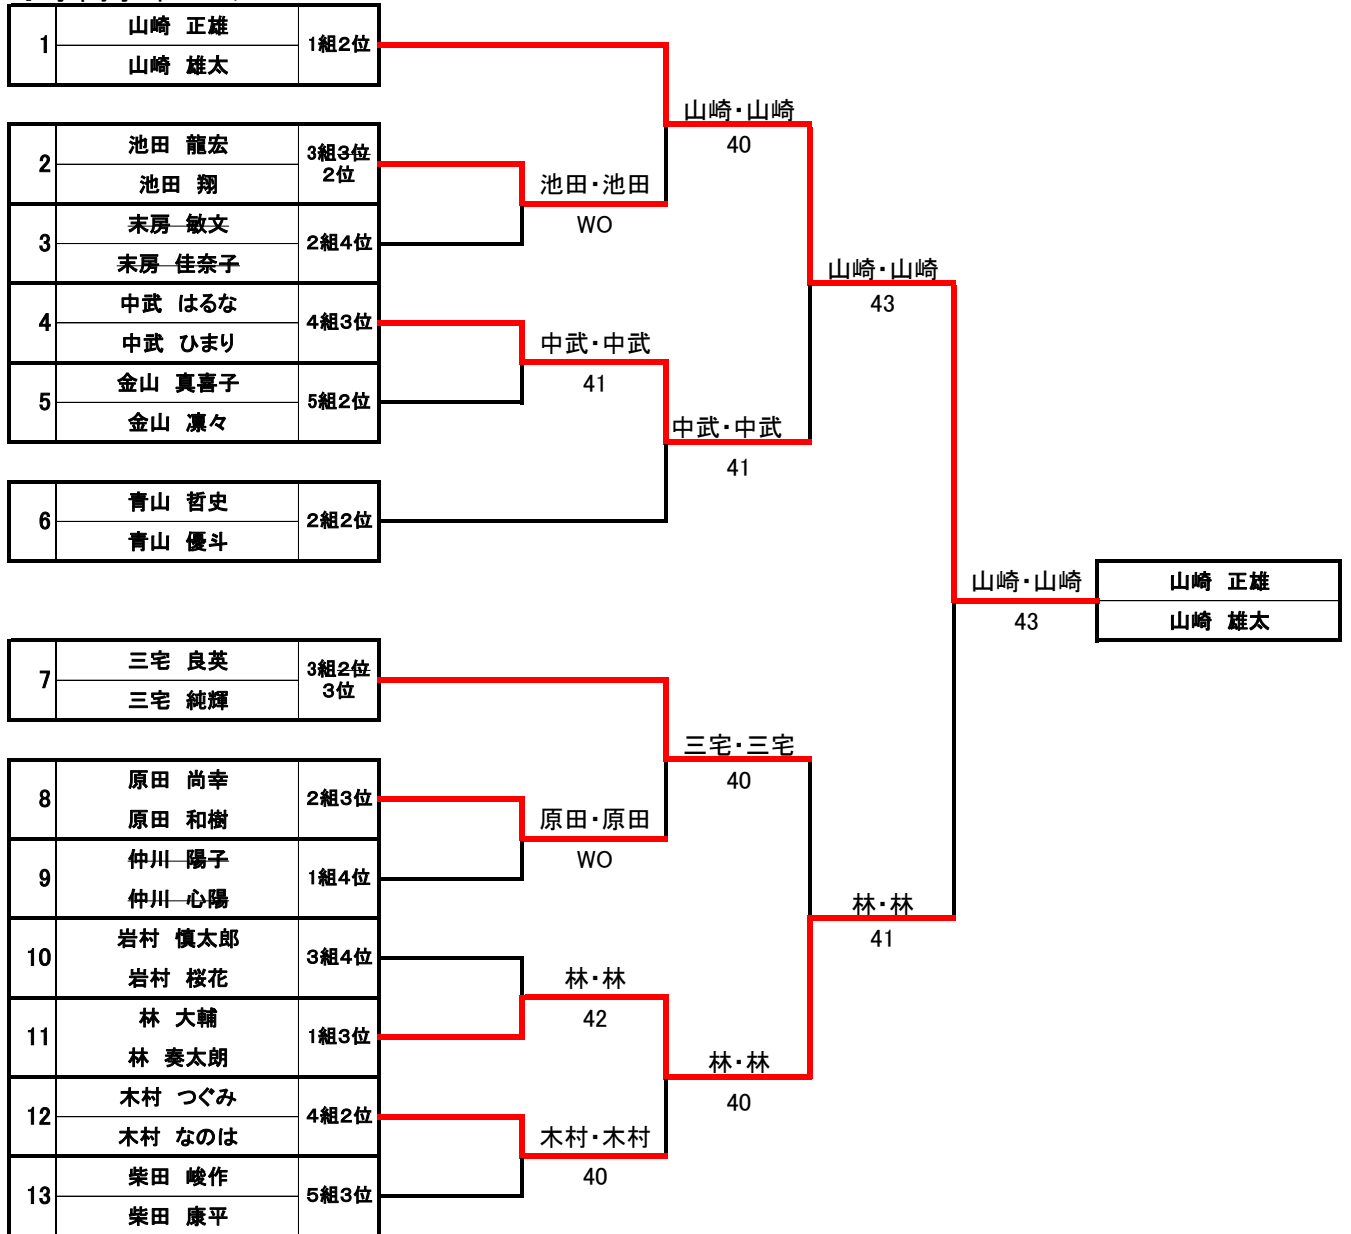 1
山崎 正雄
山崎 雄太
1組2位
2
池田 龍宏
池田 翔
3組3位
2位
3
末房 敏文
末房 佳奈子
2組4位
4
中武 はるな
中武 ひまり
4組3位
5
金山 真喜子
金山 凛々
5組2位
6
青山 哲史
青山 優斗
2組2位
7
三宅 良英
三宅 純輝
3組2位
3位
8
原田 尚幸
原田 和樹
2組3位
9
仲川 陽子
仲川 心陽
1組4位
10
岩村 慎太郎
岩村 桜花
3組4位
11
林 大輔
林 奏太朗
1組3位
12
木村 つぐみ
木村 なのは
4組2位
13
柴田 峻作
柴田 康平
5組3位
池田・池田
WO
中武・中武
41
原田・原田
WO
林・林
42
木村・木村
40
山崎・山崎
40
中武・中武
41
三宅・三宅
40
林・林
40
山崎・山崎
43
林・林
41
山崎・山崎
43
山崎 正雄
山崎 雄太